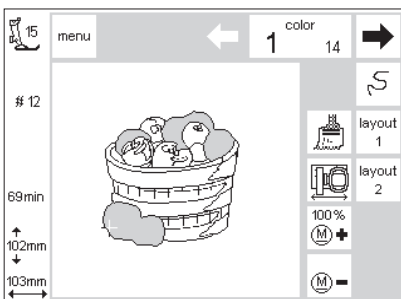 15
menu
color
1
14
# 12
layout
1
layout
2
69min
100%
M +
102mm
M -
103mm